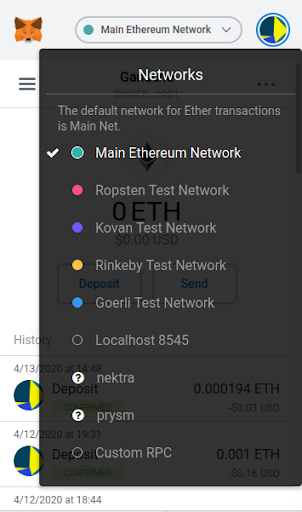 Main Ethereum Network
Networks
The default network for Ether transactions
is Main Net.
Main Ethereum Network
Ropsten Test Network
0 ETH
Kovan Test Network
$0.00 USD
Rinkeby Test Network
Deposit
Send
Goerli Test Network
History
Localhost 8545
4/13/2020 at 14:48
? nektra
Deposit
0.000194 ETH
CONFIRMED
-$0.03 USD
? prysm
4/12/2020 at 19:31
Deposit
0.001 ETH
Custom RPC
CONFIRMED
-$0.16 USD
4/12/2020 at 18:44